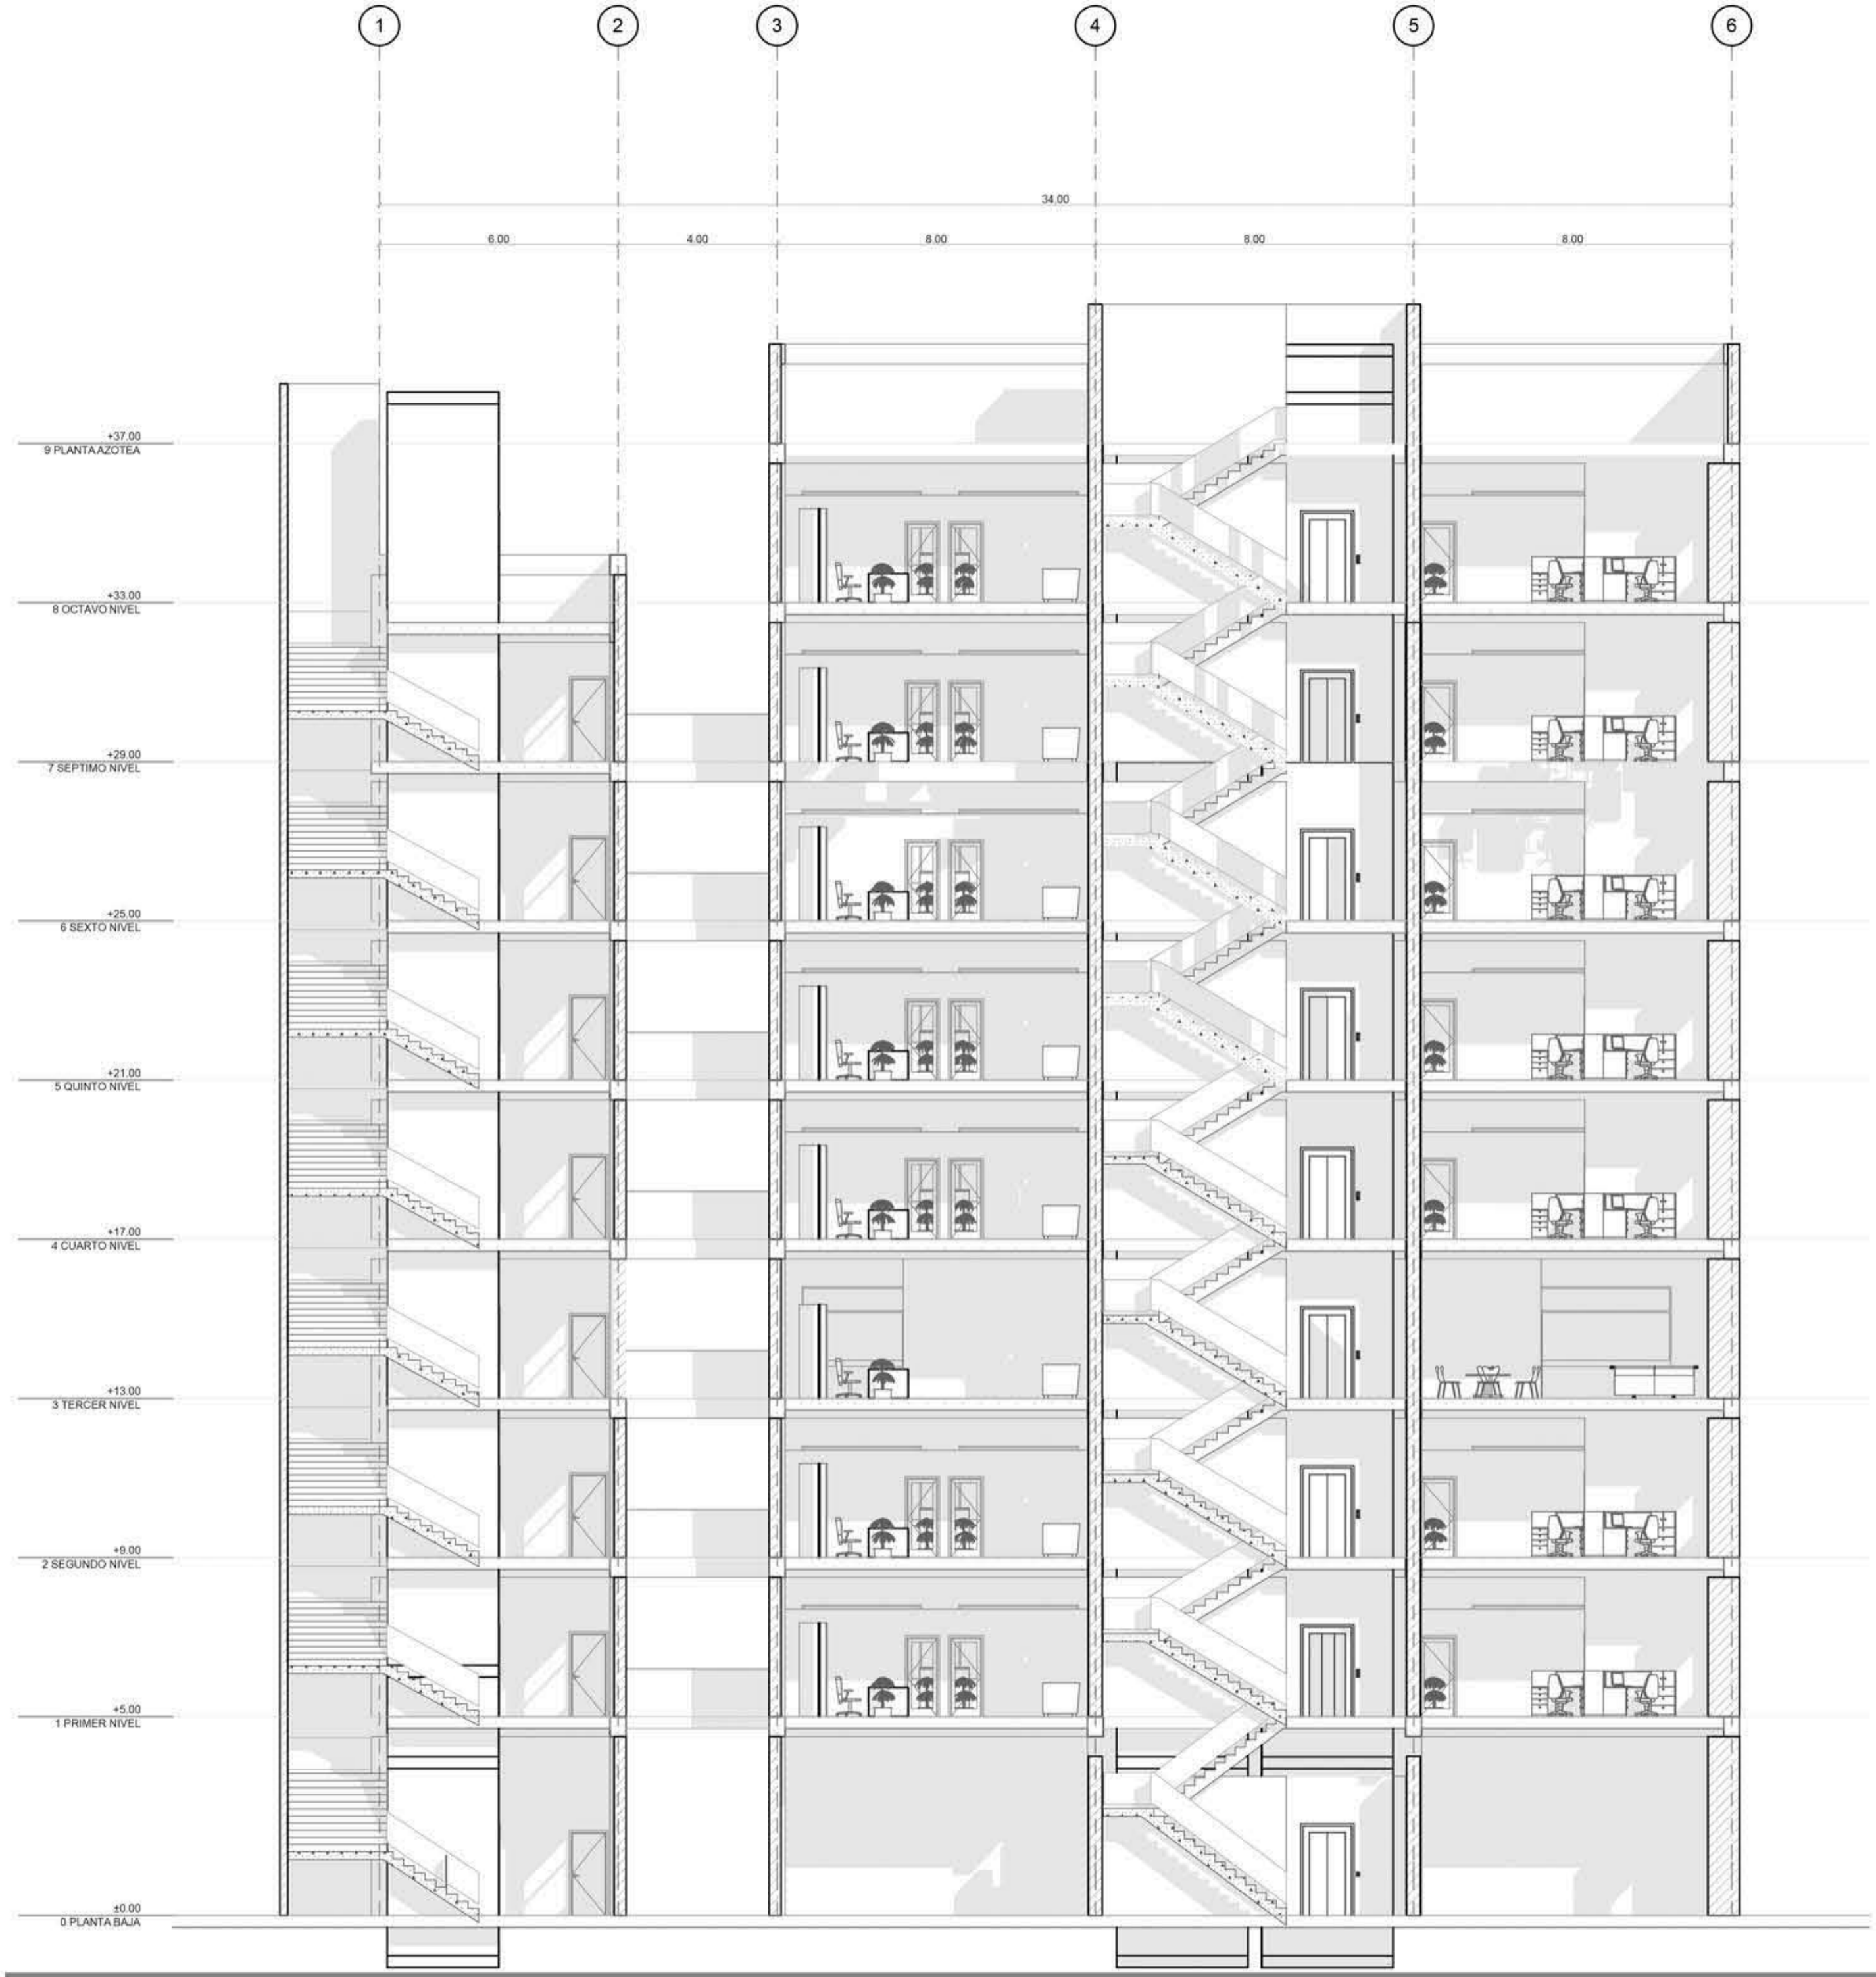 1 2 3 4 5 6
34.00
6.00 4.00 8.00 8.00 8.00
+37.00
9 PLANTA AZOTEA
+33.00
8 OCTAVO NIVEL
+29.00
7 SEPTIMO NIVEL
+25.00
6 SEXTO NIVEL
+21.00
5 QUINTO NIVEL
+17.00
4 CUARTO NIVEL
+13.00
3 TERCER NIVEL
+9.00
2 SEGUNDO NIVEL
+5.00
1 PRIMER NIVEL
±0.00
0 PLANTA BAJA